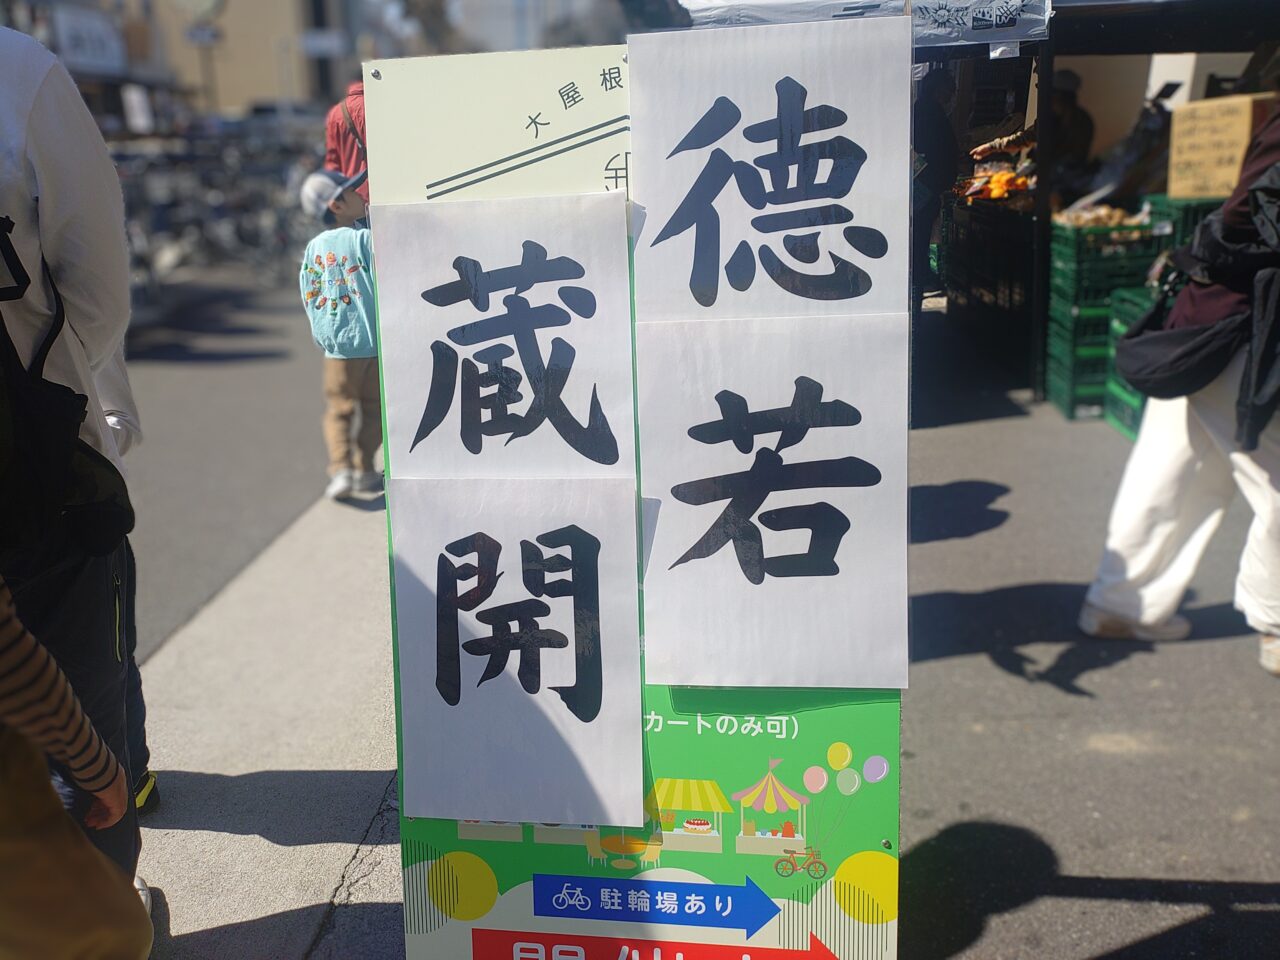 大屋根
徳若
蔵開
カートのみ可)
駐輪場あり